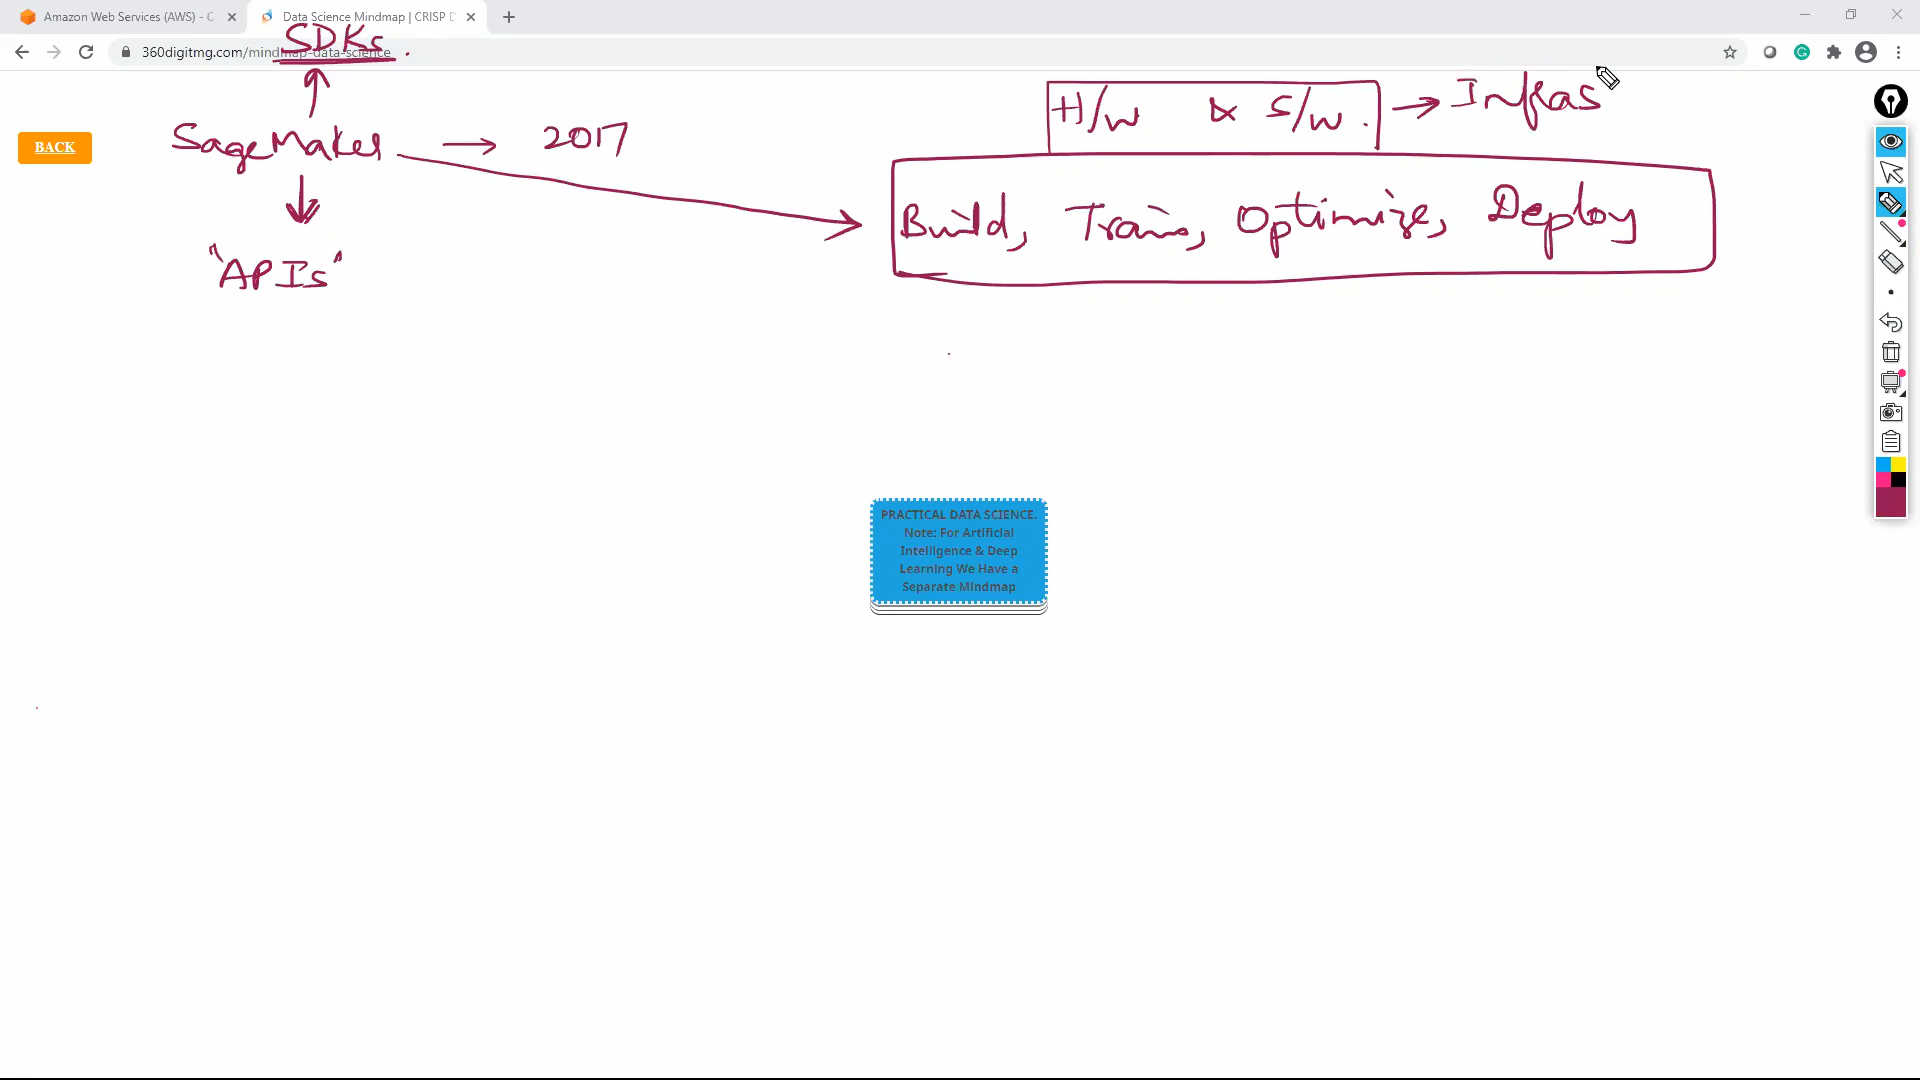 Amazon Web Services (AWS) - C
Data Science Mindmap | CRISP D
360digitmg.com/mindmap-data-science
SDKs.
H/W & S/W. → Infras
BACK
SageMaker → 2017
Build, Train, Optimize, Deploy
"APIs"
PRACTICAL DATA SCIENCE.
Note: For Artificial
Intelligence & Deep
Learning We Have a
Separate Mindmap